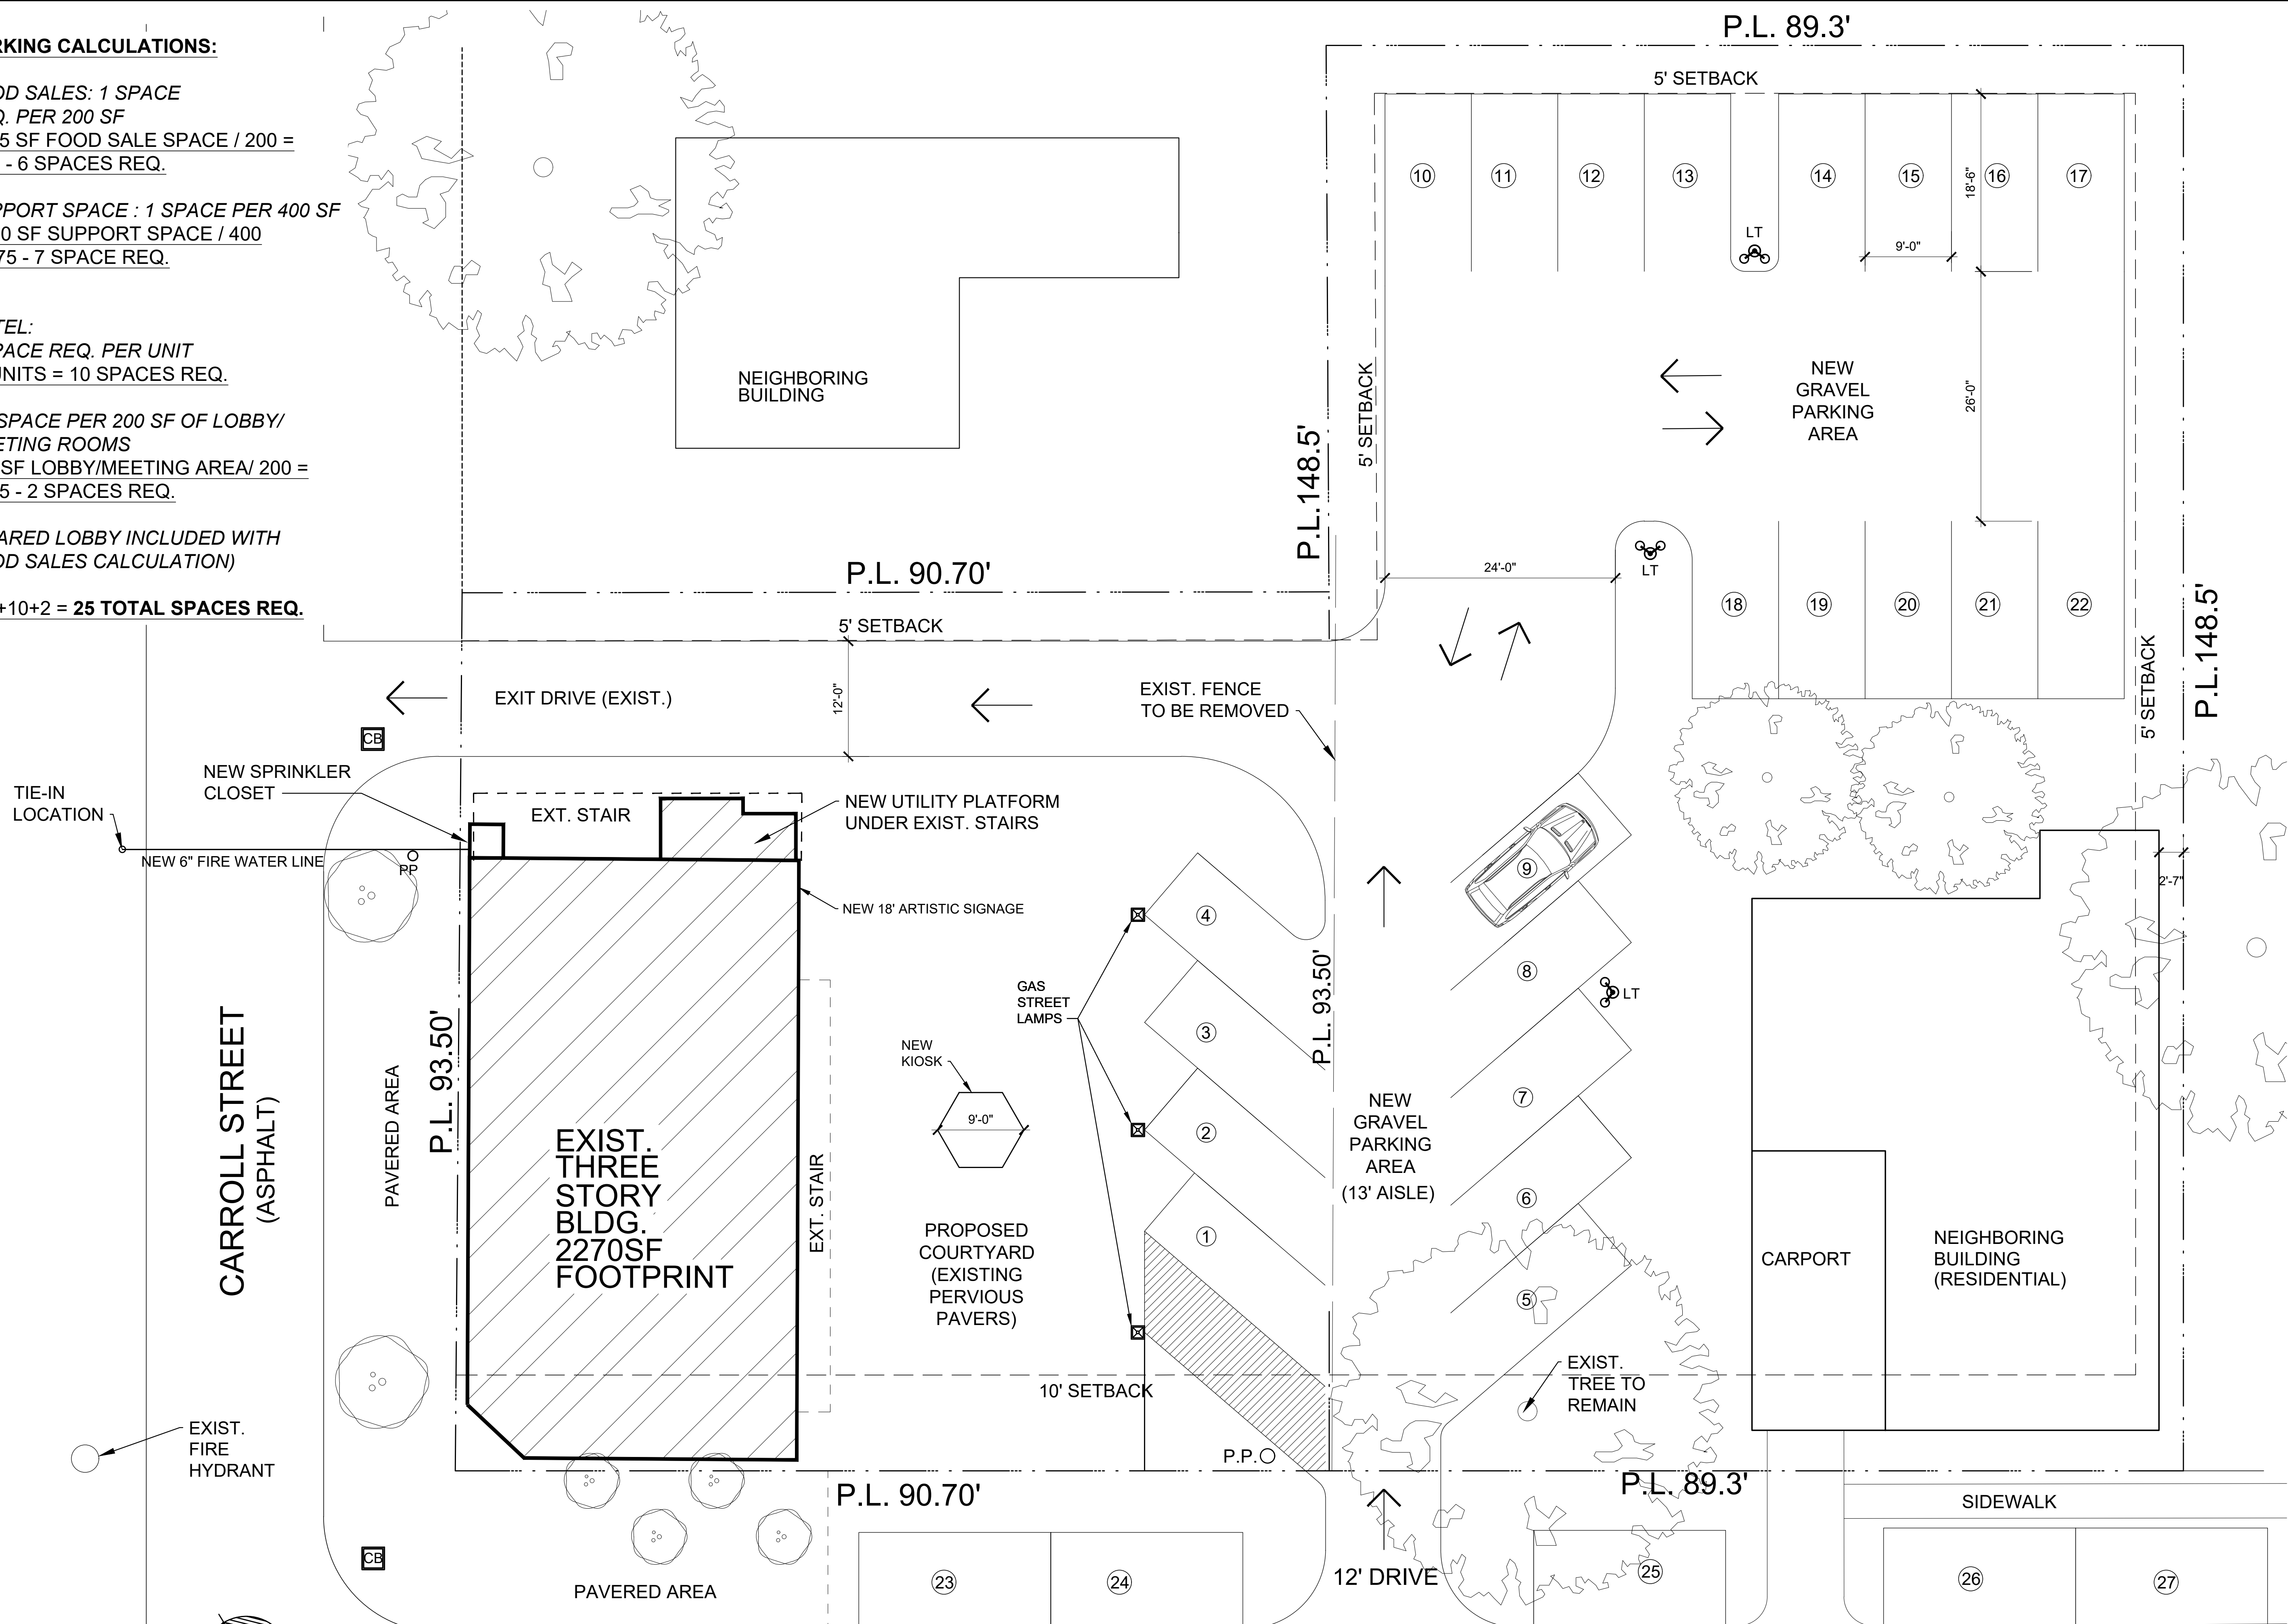 RKING CALCULATIONS:
OD SALES: 1 SPACE
Q. PER 200 SF
5 SF FOOD SALE SPACE / 200 =
- 6 SPACES REQ.
PPORT SPACE : 1 SPACE PER 400 SF
0 SF SUPPORT SPACE / 400
75 - 7 SPACE REQ.
TEL:
PACE REQ. PER UNIT
UNITS = 10 SPACES REQ.
SPACE PER 200 SF OF LOBBY/
ETING ROOMS
SF LOBBY/MEETING AREA/ 200 =
5 - 2 SPACES REQ.
ARED LOBBY INCLUDED WITH
OD SALES CALCULATION)
+10+2 = 25 TOTAL SPACES REQ.
NEIGHBORING
BUILDING
P.L. 89.3'
5' SETBACK
10
11
12
13
14
15
16
17
18'-6"
9'-0"
LT
P.L.148.5'
5' SETBACK
NEW
GRAVEL
PARKING
AREA
26'-0"
24'-0"
LT
18
19
20
21
22
P.L.148.5'
5' SETBACK
P.L. 90.70'
5' SETBACK
EXIT DRIVE (EXIST.)
12'-0"
EXIST. FENCE
TO BE REMOVED
CB
NEW SPRINKLER
CLOSET
TIE-IN
LOCATION
NEW 6" FIRE WATER LINE
PP
EXT. STAIR
NEW UTILITY PLATFORM
UNDER EXIST. STAIRS
NEW 18' ARTISTIC SIGNAGE
CARROLL STREET
(ASPHALT)
PAVERED AREA
P.L. 93.50'
EXIST.
THREE
STORY
BLDG.
2270SF
FOOTPRINT
EXT. STAIR
NEW
KIOSK
9'-0"
GAS
STREET
LAMPS
PROPOSED
COURTYARD
(EXISTING
PERVIOUS
PAVERS)
4
3
2
1
P.L. 93.50'
NEW
GRAVEL
PARKING
AREA
(13' AISLE)
9
8
LT
7
6
5
2'-7"
CARPORT
NEIGHBORING
BUILDING
(RESIDENTIAL)
EXIST.
TREE TO
REMAIN
10' SETBACK
P.P.
EXIST.
FIRE
HYDRANT
P.L. 90.70'
P.L. 89.3'
SIDEWALK
CB
PAVERED AREA
23
24
12' DRIVE
25
26
27